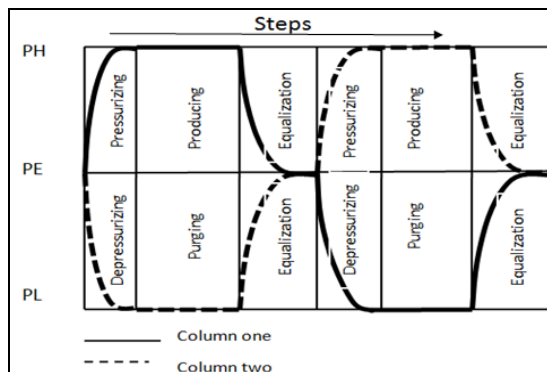 Steps
PH
Pressurizing
Producing
Equalization
Pressurizing
Producing
Equalization
PE
Depressurizing
Purging
Equalization
Depressurizing
Purging
Equalization
PL
Column one
Column two